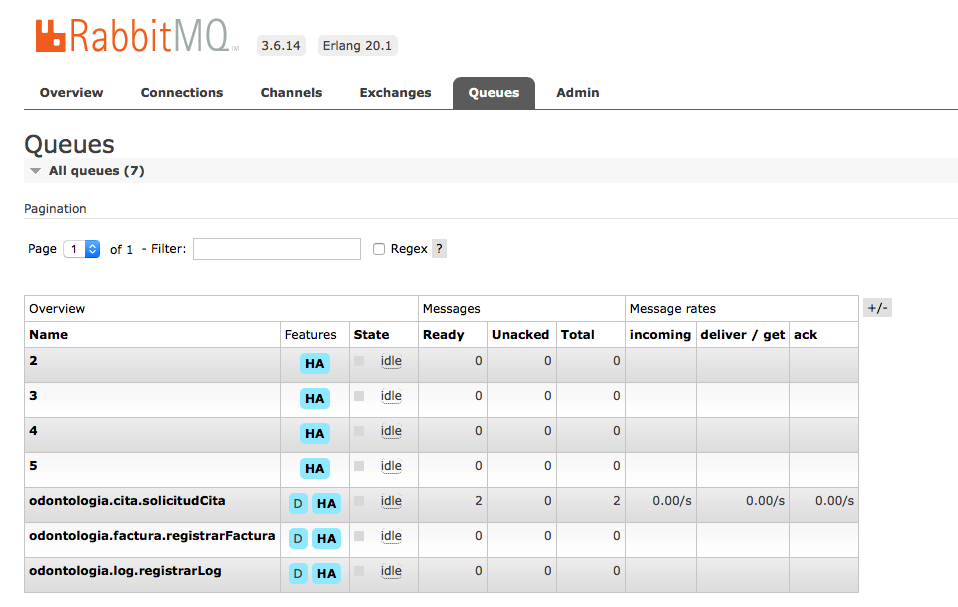 RabbitMQ TM 3.6.14 Erlang 20.1
Overview Connections Channels Exchanges Queues Admin
Queues
All queues (7)
Pagination
Page 1 of 1 - Filter: Regex ?
Overview Messages Message rates +/-
Name Features State Ready Unacked Total incoming deliver / get ack
2 HA idle 0 0 0
3 HA idle 0 0 0
4 HA idle 0 0 0
5 HA idle 0 0 0
odontologia.cita.solicitudCita D HA idle 2 0 2 0.00/s 0.00/s 0.00/s
odontologia.factura.registrarFactura D HA idle 0 0 0
odontologia.log.registrarLog D HA idle 0 0 0